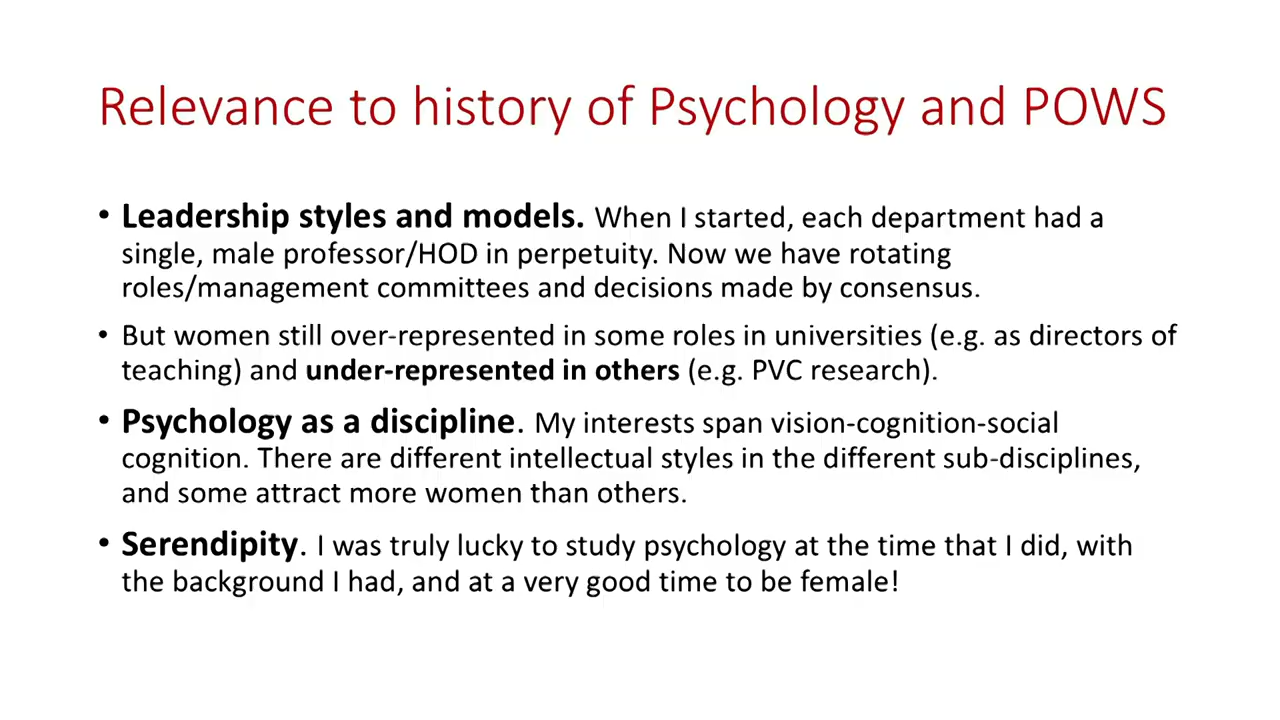 Relevance to history of Psychology and POWS
• Leadership styles and models. When I started, each department had a
single, male professor/HOD in perpetuity. Now we have rotating
roles/management committees and decisions made by consensus.
• But women still over-represented in some roles in universities (e.g. as directors of
teaching) and under-represented in others (e.g. PVC research).
• Psychology as a discipline. My interests span vision-cognition-social
cognition. There are different intellectual styles in the different sub-disciplines,
and some attract more women than others.
• Serendipity. I was truly lucky to study psychology at the time that I did, with
the background I had, and at a very good time to be female!